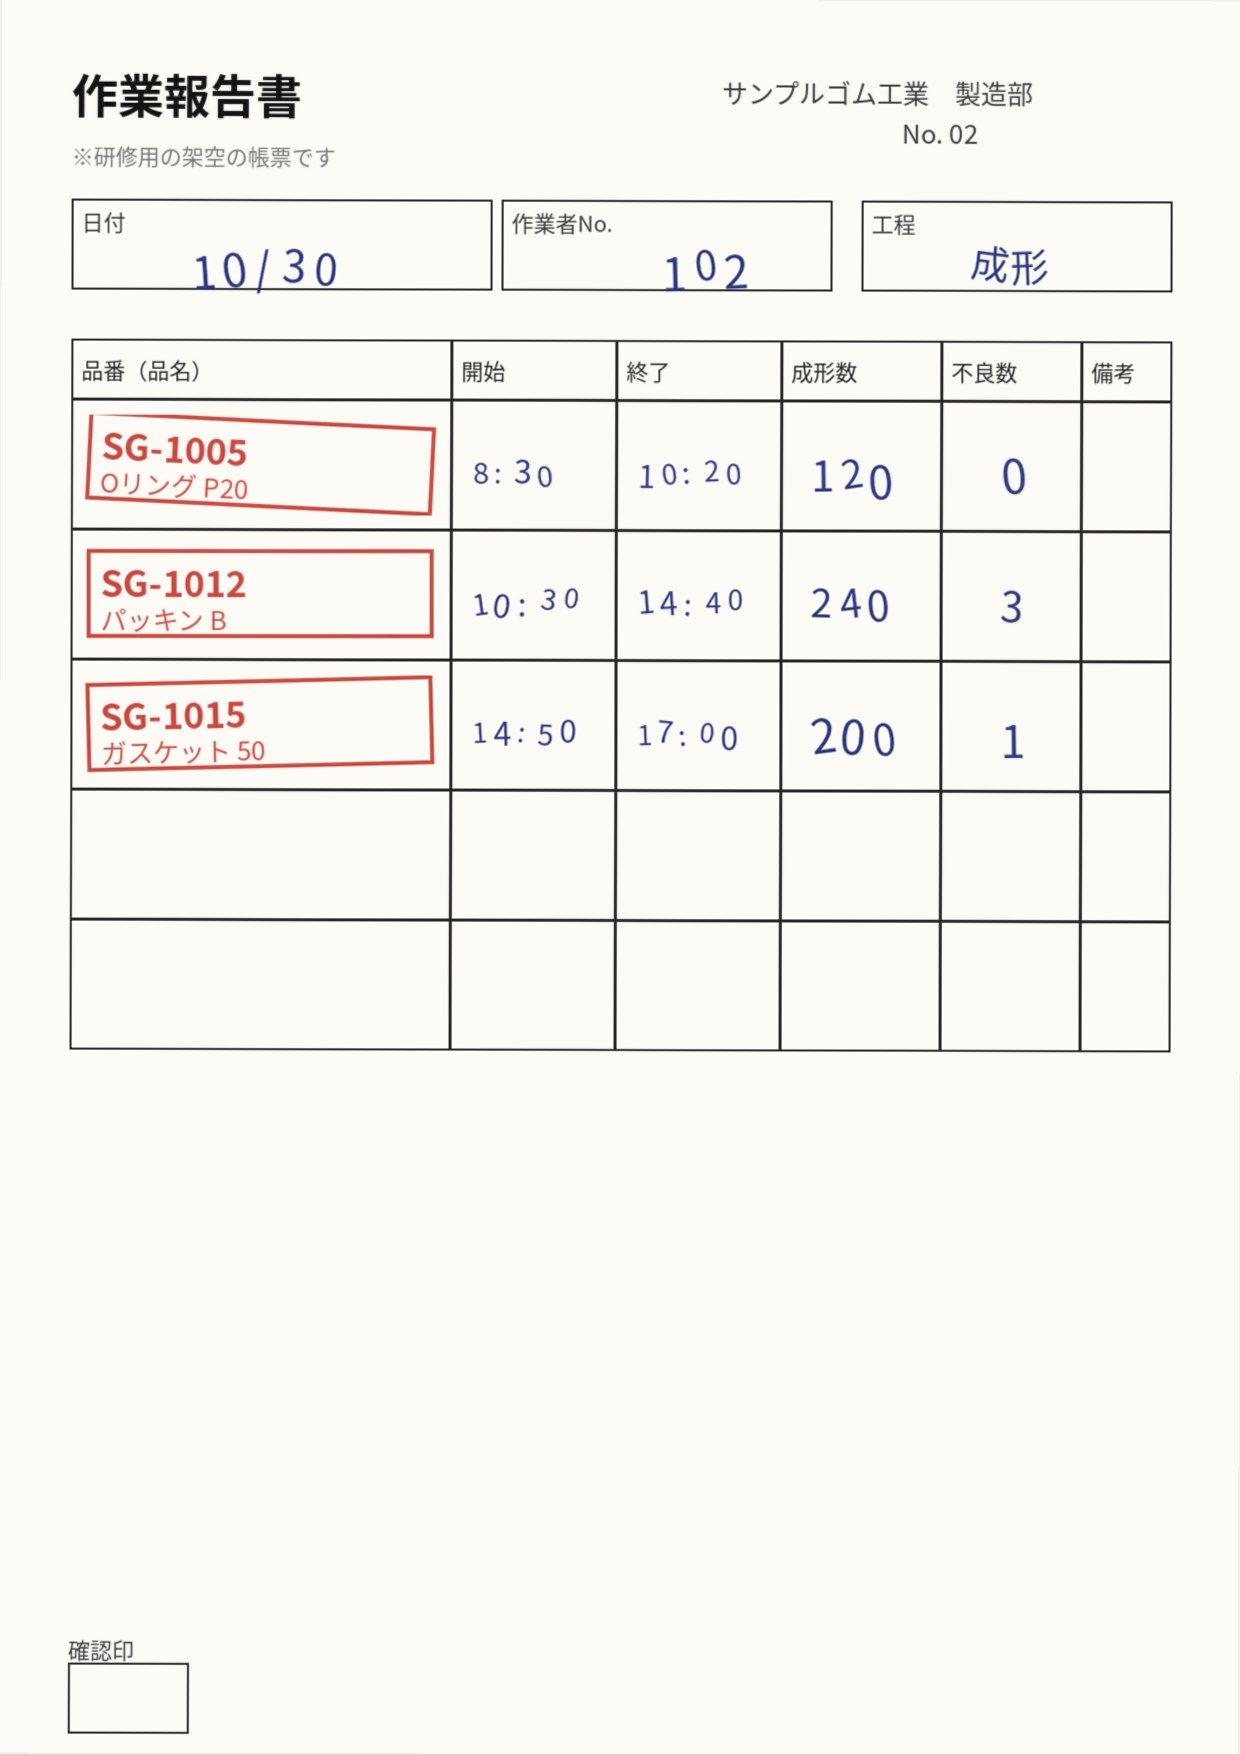 作業報告書
サンプルゴム工業　製造部
No. 02
※研修用の架空の帳票です
日付 作業者No. 工程
10/30 102 成形
品番（品名） 開始 終了 成形数 不良数 備考
SG-1005
Oリング P20
8:30 10:20 120 0
SG-1012
パッキン B
10:30 14:40 240 3
SG-1015
ガスケット 50
14:50 17:00 200 1
確認印